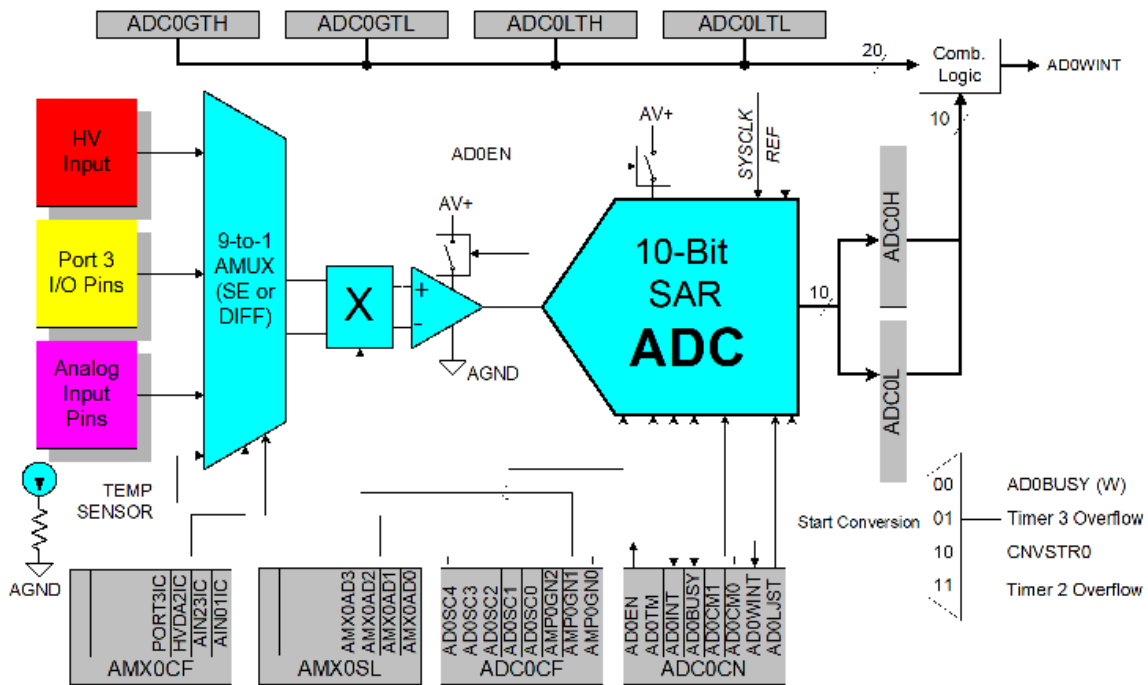 ADC0GTH
ADC0GTL
ADC0LTH
ADC0LTL
20
Comb.
Logic
AD0WINT
10
HV
Input
Port 3
I/O Pins
Analog
Input
Pins
9-to-1
AMUX
(SE or
DIFF)
X
+
-
AV+
AGND
AD0EN
AV+
SYSCLK
REF
10-Bit
SAR
ADC
10
ADC0H
ADC0L
TEMP
SENSOR
AGND
Start Conversion
00
AD0BUSY (W)
01
Timer 3 Overflow
10
CNVSTR0
11
Timer 2 Overflow
PORT3IC
HVDA2IC
AIN23IC
AIN01IC
AMX0CF
AMX0AD3
AMX0AD2
AMX0AD1
AMX0AD0
AMX0SL
AD0SC4
AD0SC3
AD0SC2
AD0SC1
AD0SC0
AMP0GN2
AMP0GN1
AMP0GN0
ADC0CF
AD0EN
AD0TM
AD0INT
AD0BUSY
AD0CM1
AD0CM0
AD0WINT
AD0LJST
ADC0CN